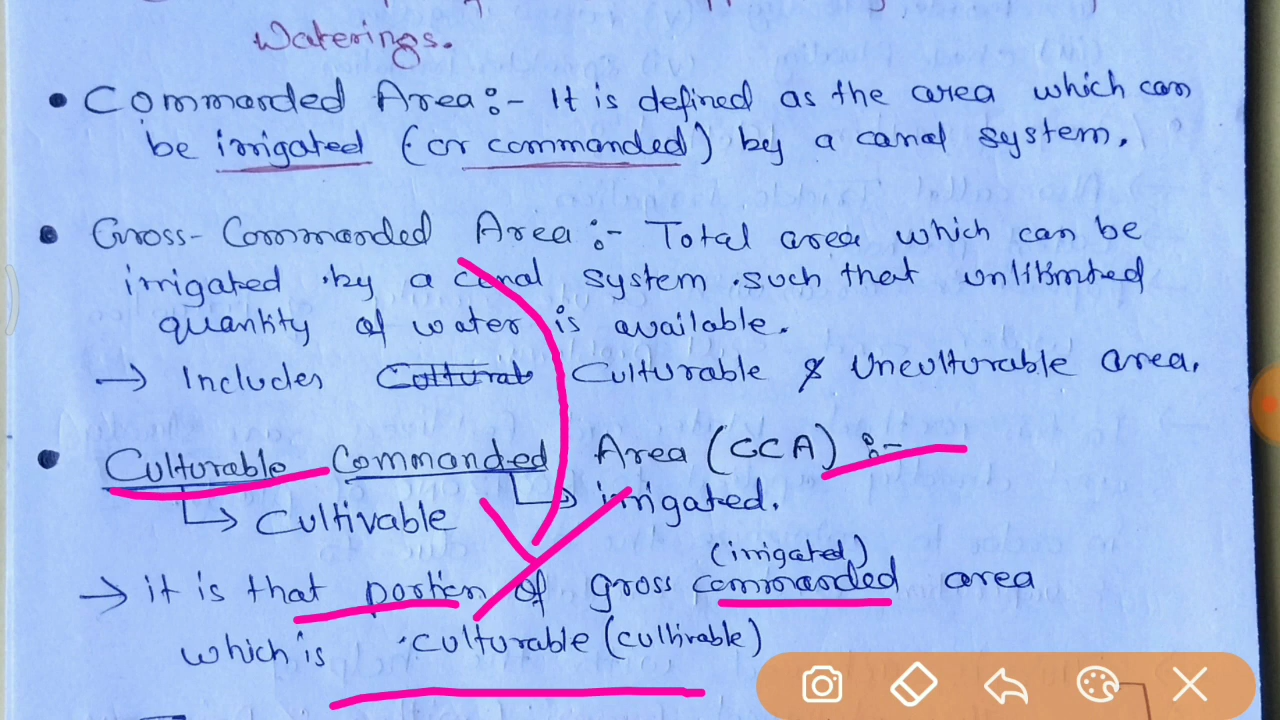 Waterings.
• Commanded Area :- It is defined as the area which can
be irrigated (or commanded) by a canal system.
• Gross-Commanded Area :- Total area which can be
irrigated by a canal system such that unlitimted
quantity of water is available.
→ Includes Culturable & Unculturable area.
• Culturable Commanded Area (CCA) :-
↳ Cultivable ↳ irrigated.
(irrigated)
→ it is that portion of gross commanded area
which is culturable (cultivable)